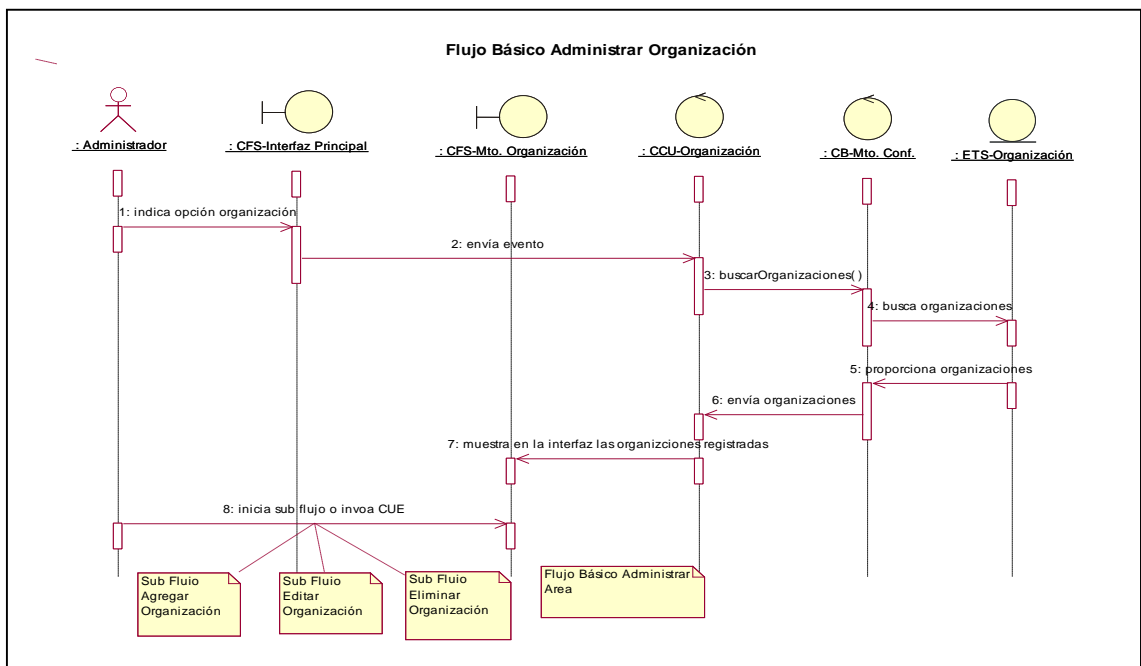 Flujo Básico Administrar Organización
: Administrador
: CFS-Interfaz Principal
: CFS-Mto. Organización
: CCU-Organización
: CB-Mto. Conf.
: ETS-Organización
1: indica opción organización
2: envía evento
3: buscarOrganizaciones( )
4: busca organizaciones
5: proporciona organizaciones
6: envía organizaciones
7: muestra en la interfaz las organizciones registradas
8: inicia sub flujo o invoa CUE
Sub Fluio
Agregar
Organización
Sub Fluio
Editar
Organización
Sub Fluio
Eliminar
Organización
Flujo Básico Administrar
Area